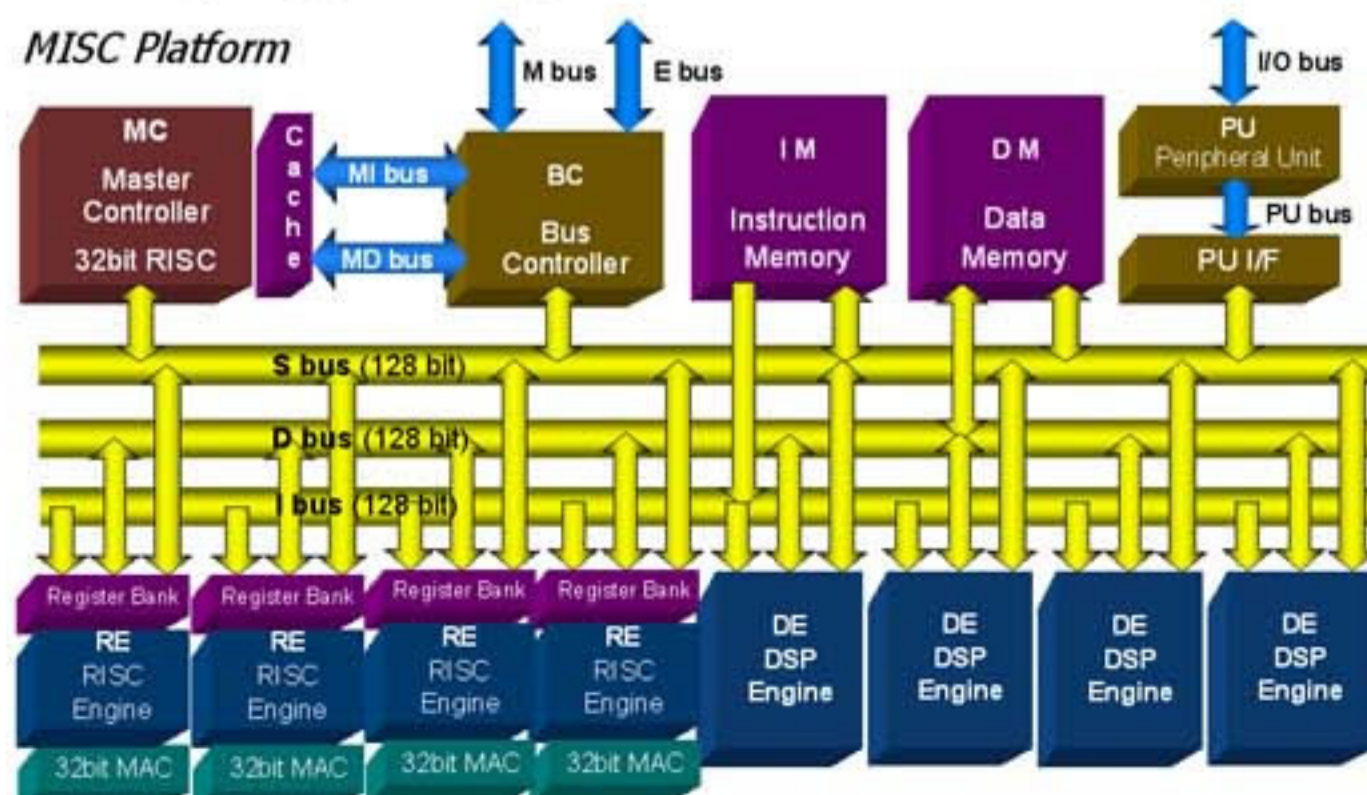 MISC Platform
M bus
E bus
I/O bus
MC
Master
Controller
32bit RISC
Cache
MI bus
MD bus
BC
Bus
Controller
I M
Instruction
Memory
D M
Data
Memory
PU
Peripheral Unit
PU bus
PU I/F
S bus (128 bit)
D bus (128 bit)
I bus (128 bit)
Register Bank
RE
RISC
Engine
32bit MAC
Register Bank
RE
RISC
Engine
32bit MAC
Register Bank
RE
RISC
Engine
32bit MAC
Register Bank
RE
RISC
Engine
32bit MAC
DE
DSP
Engine
DE
DSP
Engine
DE
DSP
Engine
DE
DSP
Engine